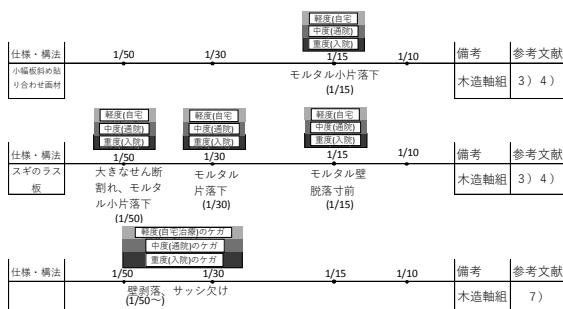 軽度(自宅
中度(通院)
重度(入院)
仕様・構法 1/50 1/30 1/15 1/10 備考 参考文献
小幅板斜め貼
り合わせ画材
モルタル小片落下
(1/15)
木造軸組 3）4）
軽度(自宅 軽度(自宅 軽度(自宅
中度(通院) 中度(通院) 中度(通院)
重度(入院) 重度(入院) 重度(入院)
仕様・構法 1/50 1/30 1/15 1/10 備考 参考文献
スギのラス
板
大きなせん断
割れ、モルタ
ル小片落下
(1/50)
モルタル
片落下
(1/30)
モルタル壁
脱落寸前
(1/15)
木造軸組 3）4）
軽度(自宅治療)のケガ
中度(通院)のケガ
重度(入院)のケガ
仕様・構法 1/50 1/30 1/15 1/10 備考 参考文献
壁剥落、サッシ欠け
(1/50～)
木造軸組 7）